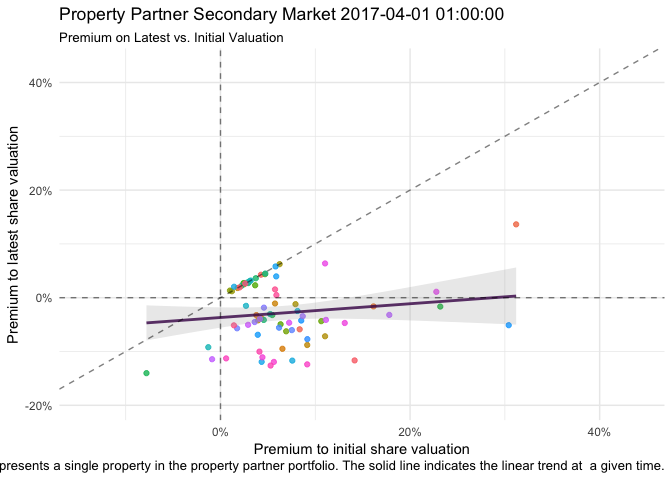 Property Partner Secondary Market 2017-04-01 01:00:00
Premium on Latest vs. Initial Valuation
Premium to latest share valuation
40%
20%
0%
-20%
0%
20%
40%
Premium to initial share valuation
presents a single property in the property partner portfolio. The solid line indicates the linear trend at  a given time.